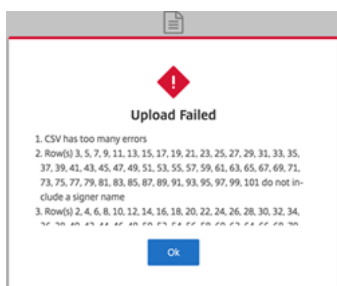 Upload Failed
1. CSV has too many errors
2. Row(s) 3, 5, 7, 9, 11, 13, 15, 17, 19, 21, 23, 25, 27, 29, 31, 33, 35,
37, 39, 41, 43, 45, 47, 49, 51, 53, 55, 57, 59, 61, 63, 65, 67, 69, 71,
73, 75, 77, 79, 81, 83, 85, 87, 89, 91, 93, 95, 97, 99, 101 do not in-
clude a signer name
3. Row(s) 2, 4, 6, 8, 10, 12, 14, 16, 18, 20, 22, 24, 26, 28, 30, 32, 34,
Ok